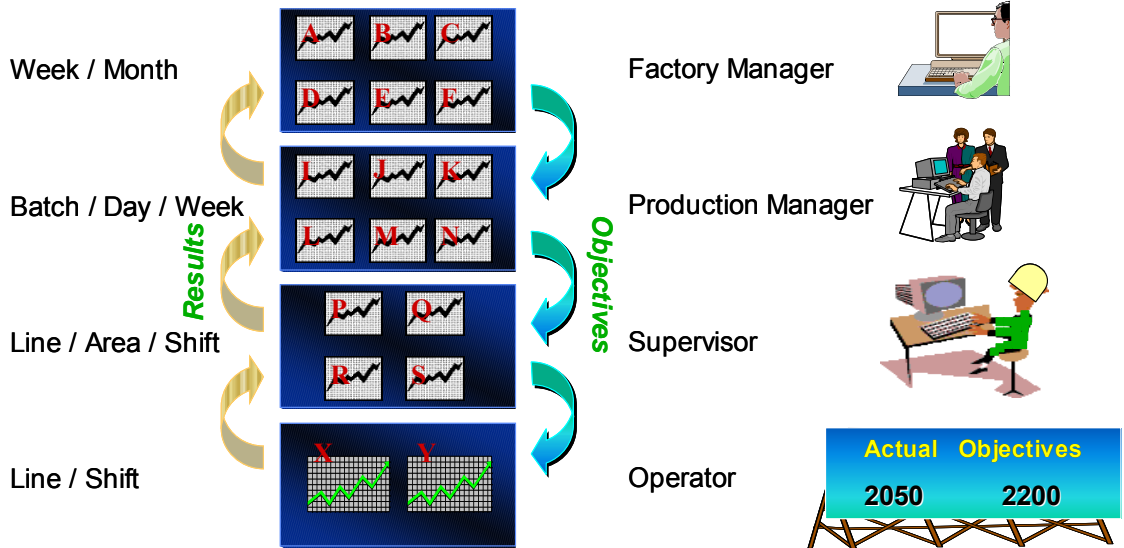 A B C
Week / Month
Factory Manager
D E F
I J K
Batch / Day / Week
Production Manager
L M N
Results
Objectives
P Q
Line / Area / Shift
Supervisor
R S
X Y
Line / Shift
Operator
Actual Objectives
2050 2200